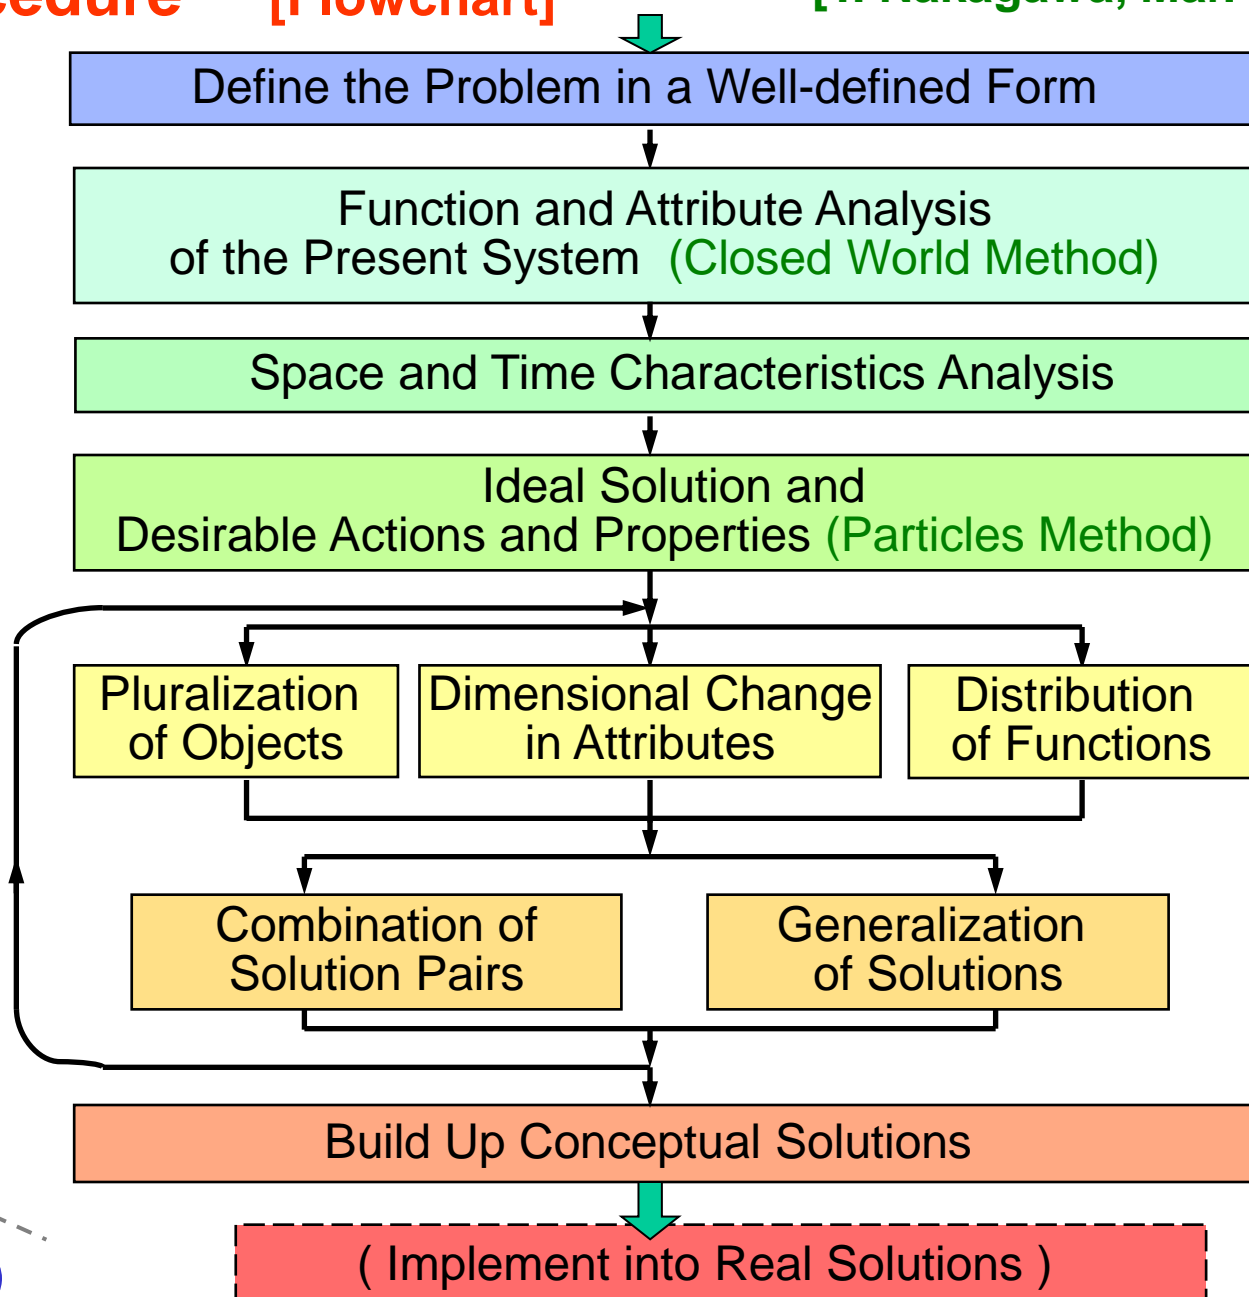 [Flowchart]
Define the Problem in a Well-defined Form
Function and Attribute Analysis
of the Present System (Closed World Method)
Space and Time Characteristics Analysis
Ideal Solution and
Desirable Actions and Properties (Particles Method)
Pluralization
of Objects
Dimensional Change
in Attributes
Distribution
of Functions
Combination of
Solution Pairs
Generalization
of Solutions
Build Up Conceptual Solutions
( Implement into Real Solutions )